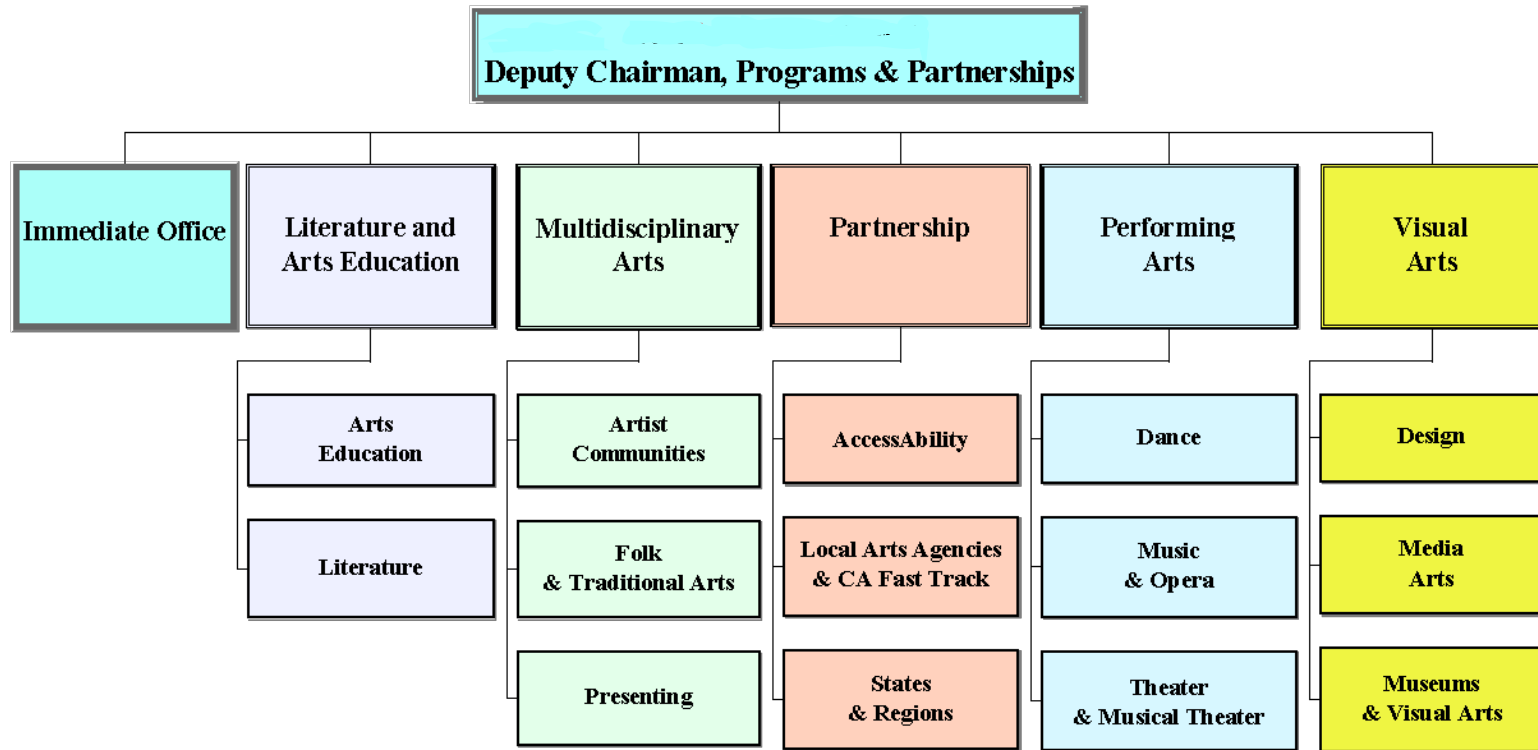 Deputy Chairman, Programs & Partnerships
Immediate Office
Literature and
Arts Education
Multidisciplinary
Arts
Partnership
Performing
Arts
Visual
Arts
Arts
Education
Literature
Artist
Communities
Folk
& Traditional Arts
Presenting
AccessAbility
Local Arts Agencies
& CA Fast Track
States
& Regions
Dance
Music
& Opera
Theater
& Musical Theater
Design
Media
Arts
Museums
& Visual Arts